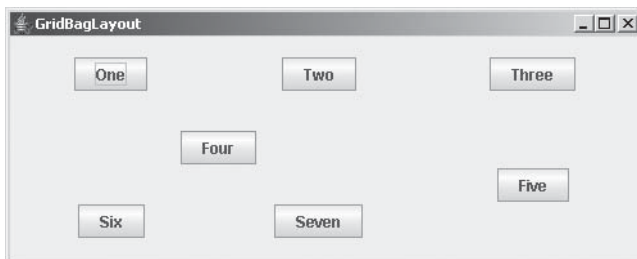 GridBagLayout
One Two Three
Four
Five
Six Seven